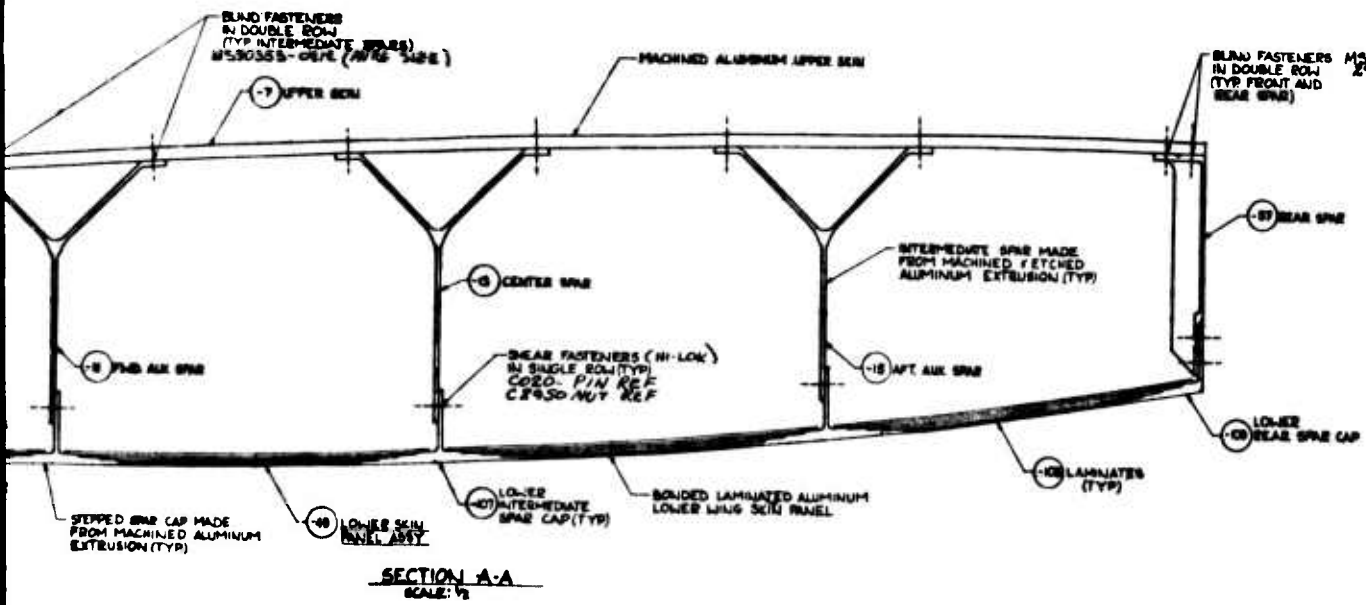 BLIND FASTENERS
IN DOUBLE ROW
(TYP INTERMEDIATE SPARS)
-7 UPPER SKIN
MACHINED ALUMINUM UPPER SKIN
BLIND FASTENERS
IN DOUBLE ROW
(TYP. FRONT AND
REAR SPAR)
REAR SPAR
INTERMEDIATE SPAR MADE
FROM MACHINED & ETCHED
ALUMINUM EXTRUSION (TYP)
CENTER SPAR
FWD AUX SPAR
SHEAR FASTENERS (HI-LOK)
IN SINGLE ROW (TYP)
CO20- PIN REF
NUT REF
-15 AFT. AUX SPAR
LOWER
REAR SPAR CAP
LAMINATES
(TYP)
BONDED LAMINATED ALUMINUM
LOWER WING SKIN PANEL
-107 LOWER
INTERMEDIATE
SPAR CAP (TYP)
LOWER SKIN
PANEL ASSY
STEPPED SPAR CAP MADE
FROM MACHINED ALUMINUM
EXTRUSION (TYP)
SECTION A-A
SCALE: 1/2